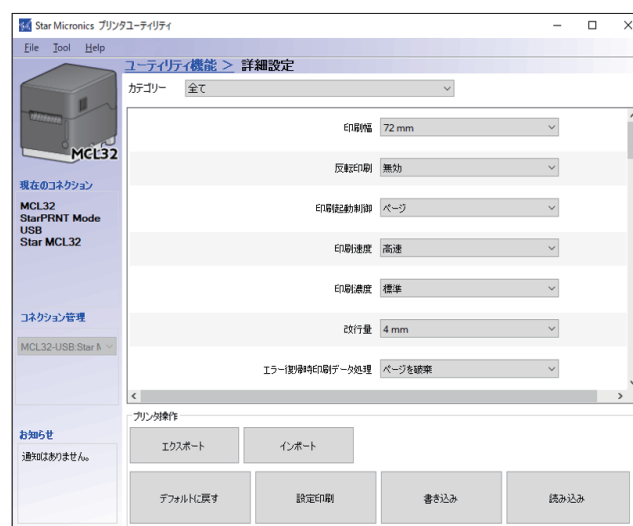 Star Micronics プリンタユーティリティ
File Tool Help
ユーティリティ機能 > 詳細設定
カテゴリー 全て
MCL32
印刷幅 72 mm
反転印刷 無効
現在のコネクション
印刷起動制御 ページ
MCL32
StarPRNT Mode
USB
Star MCL32
印刷速度 高速
印刷濃度 標準
コネクション管理
改行量 4 mm
MCL32-USB:Star M
エラー復帰時印刷データ処理 ページを破棄
プリンタ操作
お知らせ
エクスポート インポート
通知はありません。
デフォルトに戻す 設定印刷 書き込み 読み込み